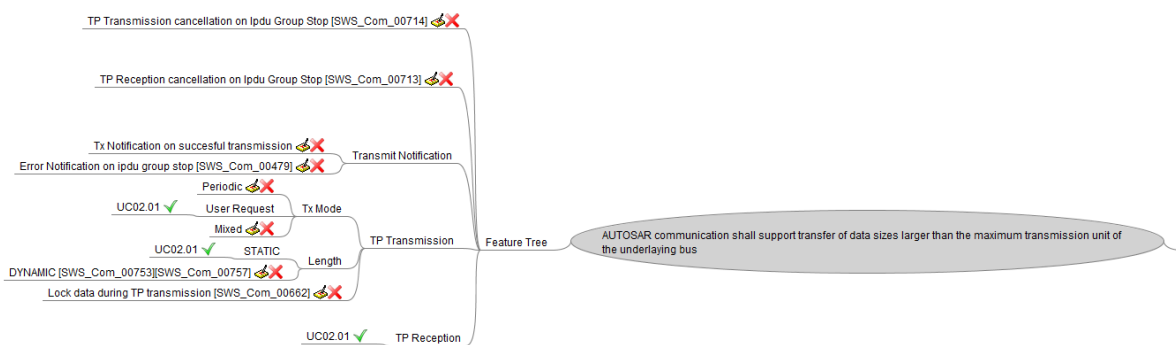 TP Transmission cancellation on Ipdu Group Stop [SWS_Com_00714]
TP Reception cancellation on Ipdu Group Stop [SWS_Com_00713]
Tx Notification on succesful transmission
Error Notification on ipdu group stop [SWS_Com_00479]
Transmit Notification
Periodic
UC02.01
User Request
Mixed
Tx Mode
UC02.01
STATIC
DYNAMIC [SWS_Com_00753][SWS_Com_00757]
Length
Lock data during TP transmission [SWS_Com_00662]
TP Transmission
UC02.01
TP Reception
Feature Tree
AUTOSAR communication shall support transfer of data sizes larger than the maximum transmission unit of
the underlaying bus